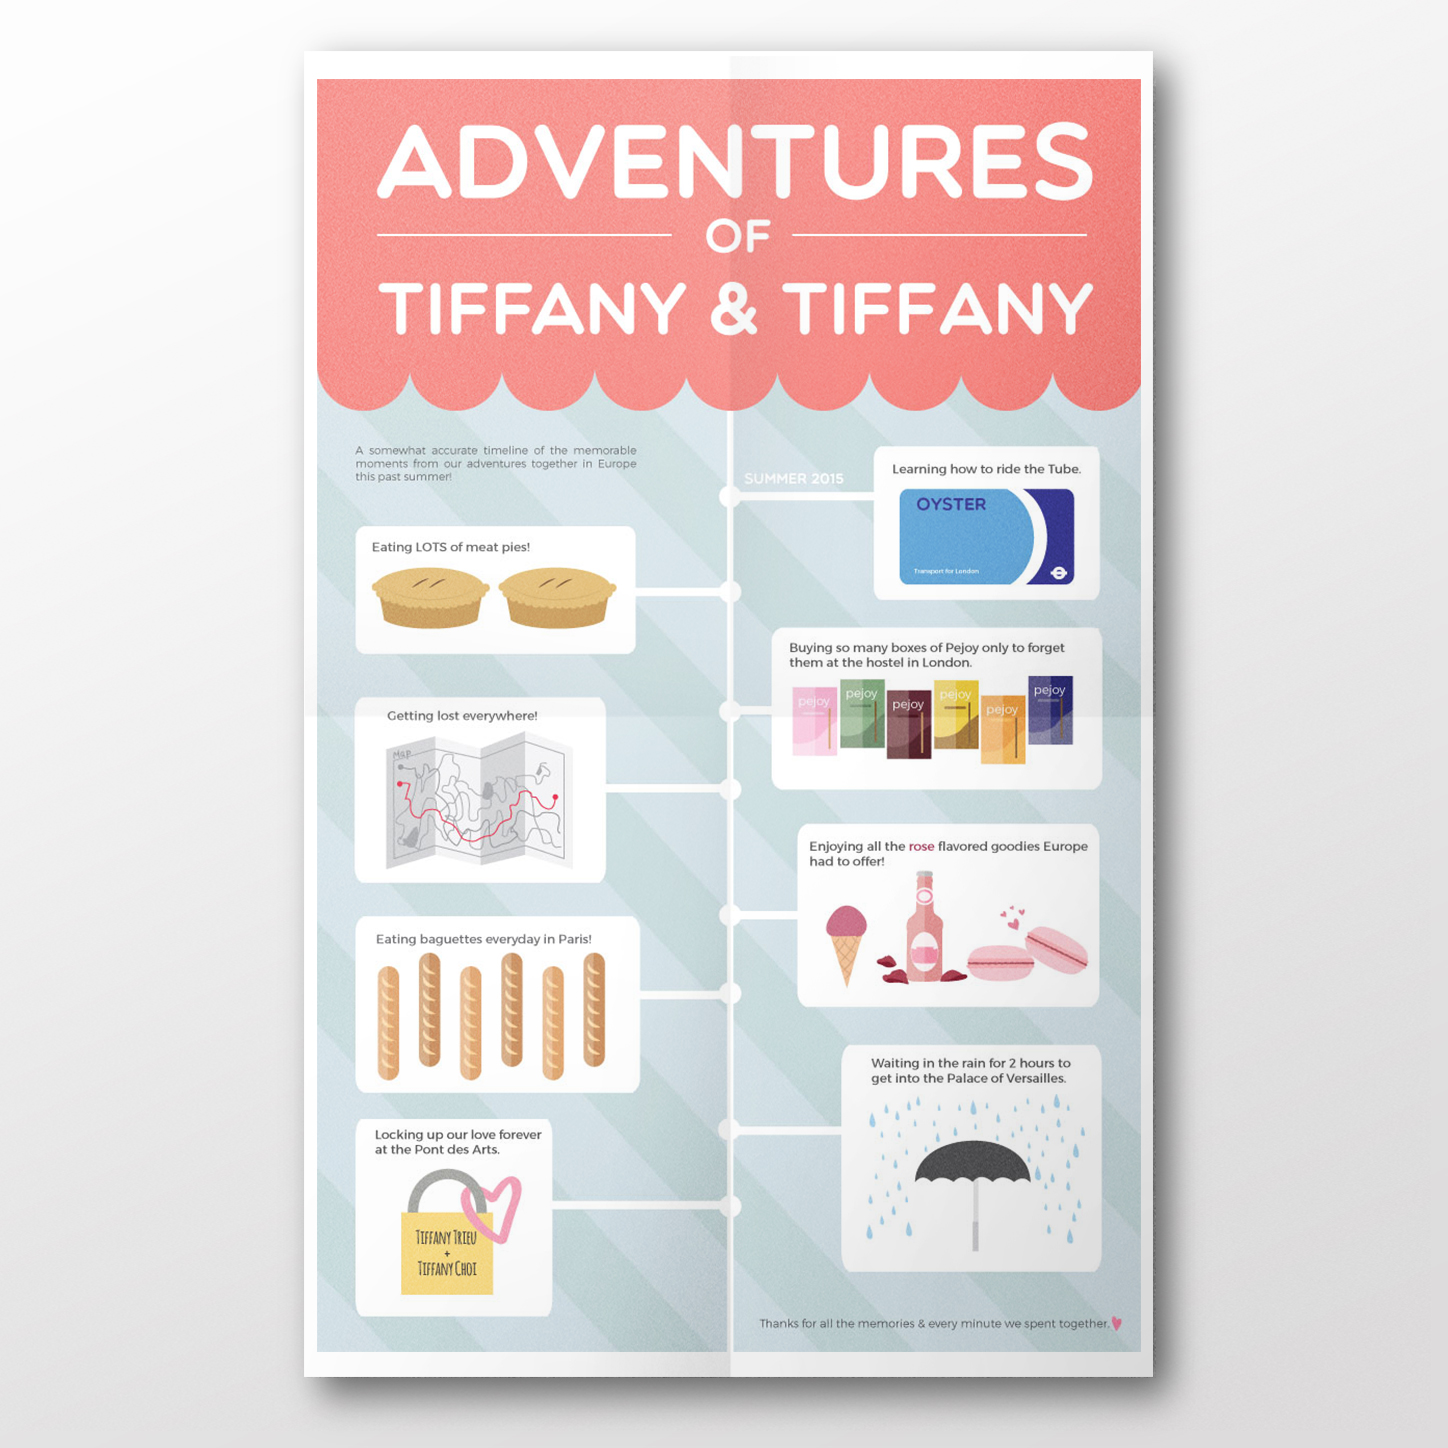 ADVENTURES
OF
TIFFANY & TIFFANY
A somewhat accurate timeline of the memorable
moments from our adventures together in Europe
this past summer!
SUMMER 2015
Learning how to ride the Tube.
OYSTER
Transport for London
Eating LOTS of meat pies!
Buying so many boxes of Pejoy only to forget
them at the hostel in London.
pejoy
pejoy
pejoy
pejoy
pejoy
pejoy
Getting lost everywhere!
MAP
Enjoying all the rose flavored goodies Europe
had to offer!
Eating baguettes everyday in Paris!
Waiting in the rain for 2 hours to
get into the Palace of Versailles.
Locking up our love forever
at the Pont des Arts.
TIFFANY TRIEU
+
TIFFANY CHOI
Thanks for all the memories & every minute we spent together.